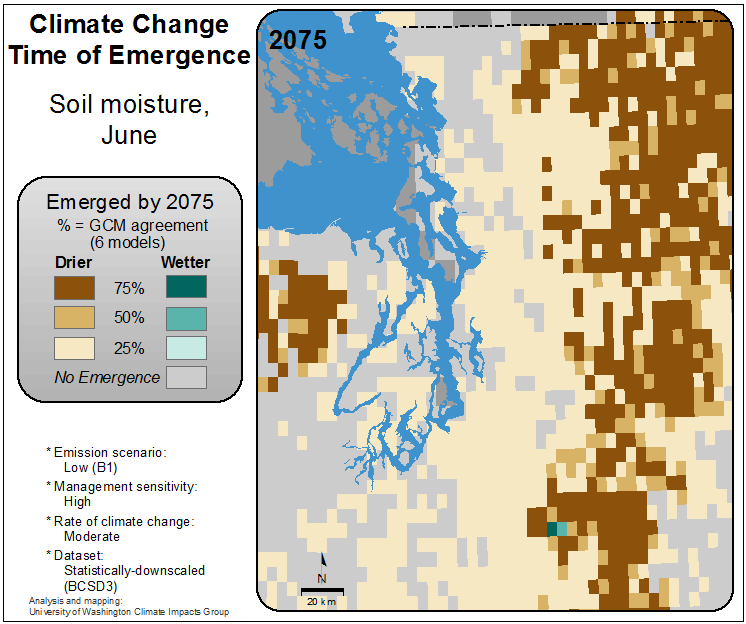 Climate Change
Time of Emergence
Soil moisture,
June
Emerged by 2075
% = GCM agreement
(6 models)
Drier
Wetter
75%
50%
25%
No Emergence
* Emission scenario:
Low (B1)
* Management sensitivity:
High
* Rate of climate change:
Moderate
* Dataset:
Statistically-downscaled
(BCSD3)
Analysis and mapping:
University of Washington Climate Impacts Group
2075
N
20 km